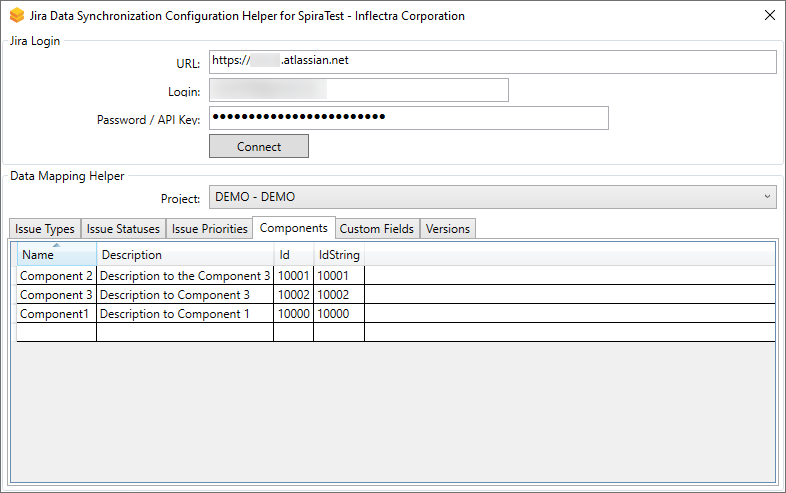 Jira Data Synchronization Configuration Helper for SpiraTest - Inflectra Corporation
Jira Login
URL: https:// .atlassian.net
Login:
Password / API Key: ●●●●●●●●●●●●●●●●●●●●●●●●
Connect
Data Mapping Helper
Project: DEMO - DEMO
Issue Types Issue Statuses Issue Priorities Components Custom Fields Versions
Name Description Id IdString
Component 2 Description to the Component 3 10001 10001
Component 3 Description to Component 3 10002 10002
Component1 Description to Component 1 10000 10000